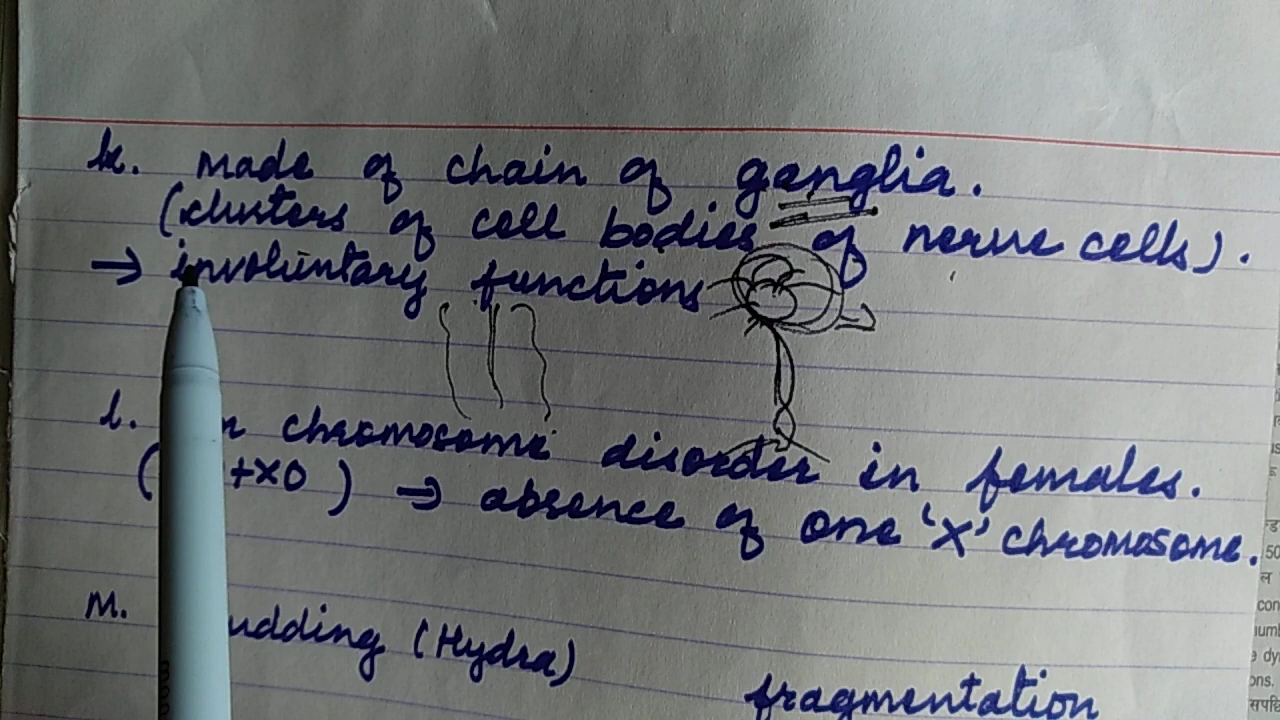 k. made of chain of ganglia.
(clusters of cell bodies of nerve cells).
→ involuntary functions
l. chromosome disorder in females.
( +XO ) → absence of one 'X' chromosome.
M. udding (Hydra)
fragmentation
50